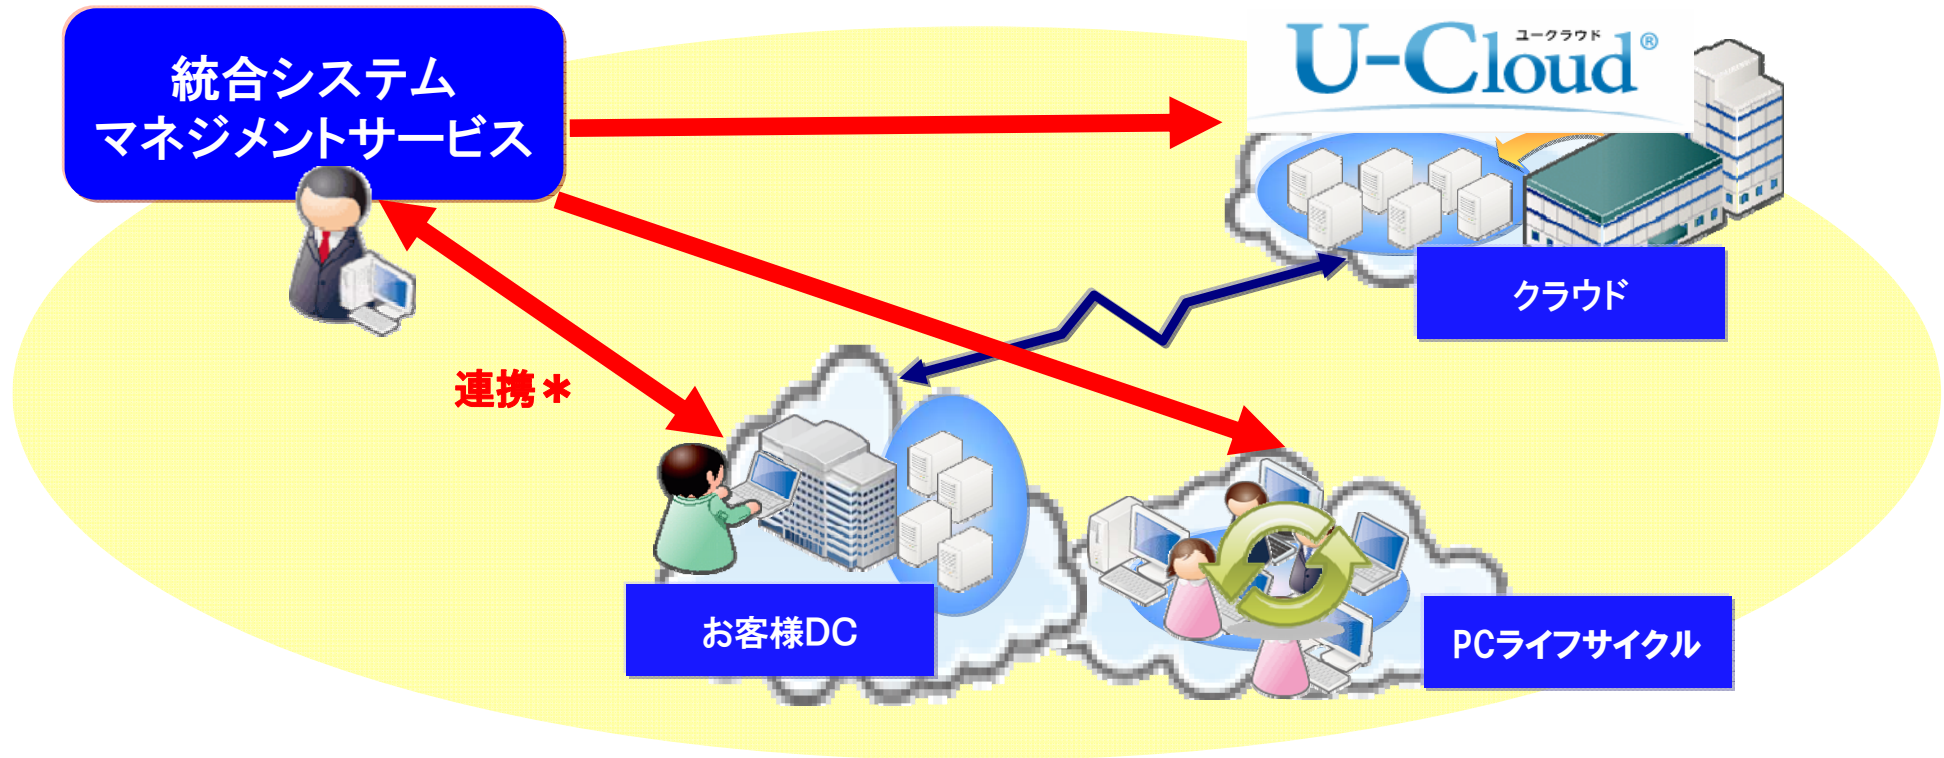 統合システム
マネジメントサービス
ユークラウド
U-Cloud®
クラウド
連携＊
お客様DC
PCライフサイクル